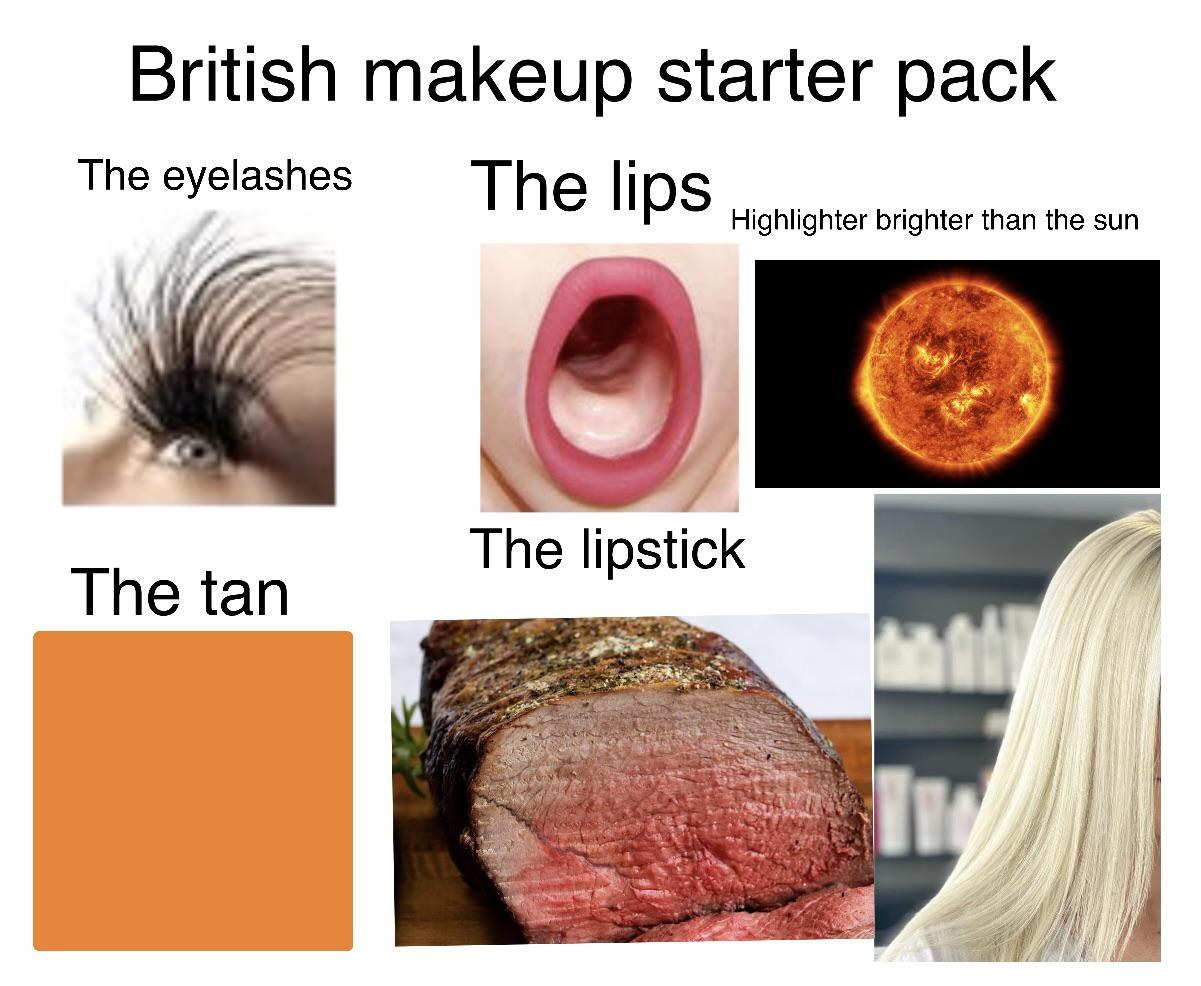 British makeup starter pack
The eyelashes
The lips
Highlighter brighter than the sun
The tan
The lipstick